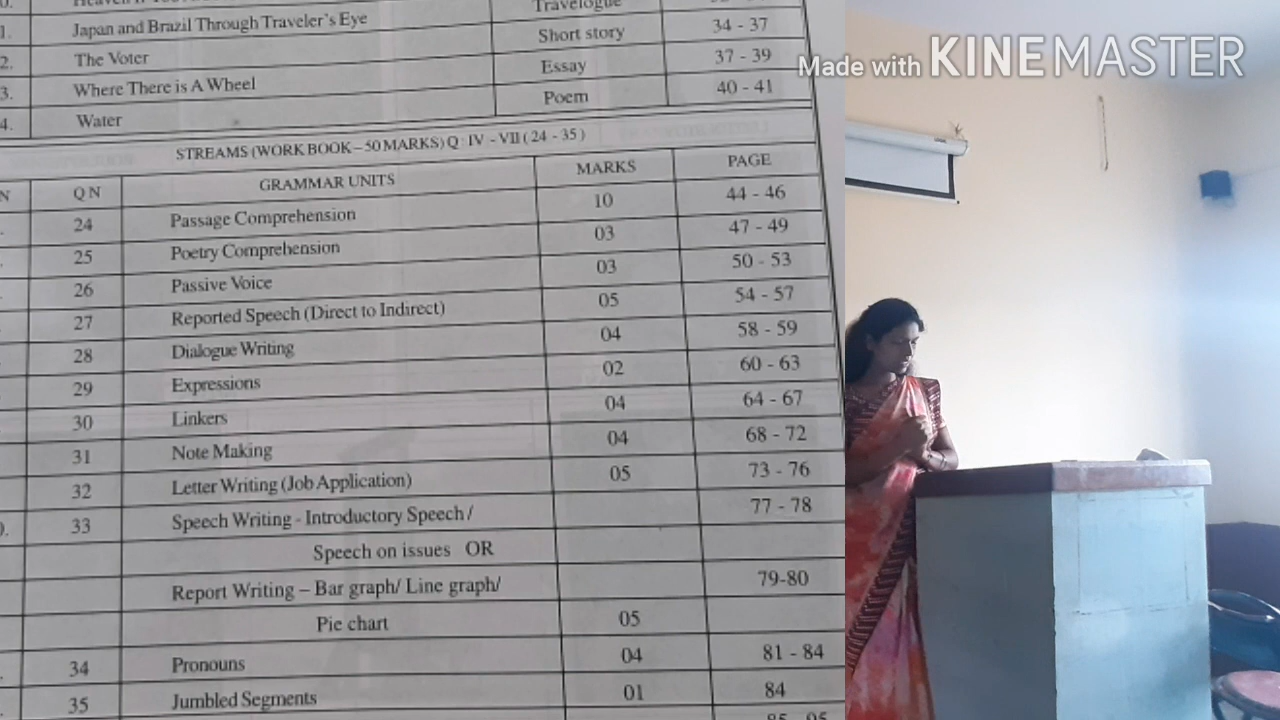 1. Japan and Brazil Through Traveler's Eye Travelogue
2. The Voter Short story 34 - 37
3. Where There is A Wheel Essay 37 - 39
4. Water Poem 40 - 41
STREAMS (WORK BOOK – 50 MARKS) Q IV - VII ( 24 - 35 )
N Q N GRAMMAR UNITS MARKS PAGE
24 Passage Comprehension 10 44 - 46
25 Poetry Comprehension 03 47 - 49
26 Passive Voice 03 50 - 53
27 Reported Speech (Direct to Indirect) 05 54 - 57
28 Dialogue Writing 04 58 - 59
29 Expressions 02 60 - 63
30 Linkers 04 64 - 67
31 Note Making 04 68 - 72
32 Letter Writing (Job Application) 05 73 - 76
0. 33 Speech Writing - Introductory Speech / 77 - 78
Speech on issues OR
Report Writing – Bar graph/ Line graph/ 79-80
Pie chart 05
34 Pronouns 04 81 - 84
35 Jumbled Segments 01 84
Made with KINEMASTER